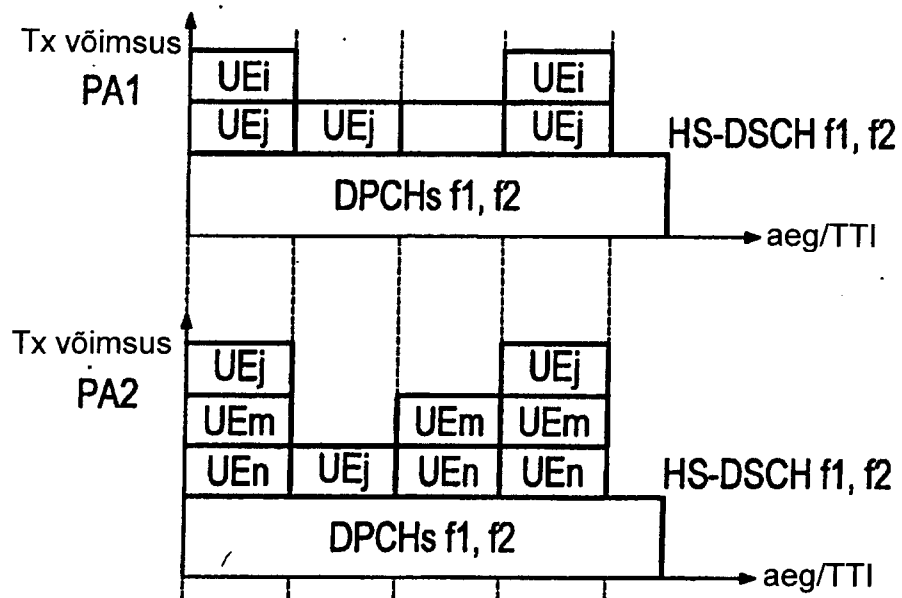 Tx võimsus
PA1
UEi UEi
UEj UEj UEj HS-DSCH f1, f2
DPCHs f1, f2
aeg/TTI
Tx võimsus
PA2
UEj UEj
UEm UEm UEm
UEn UEj UEn UEn HS-DSCH f1, f2
DPCHs f1, f2
aeg/TTI